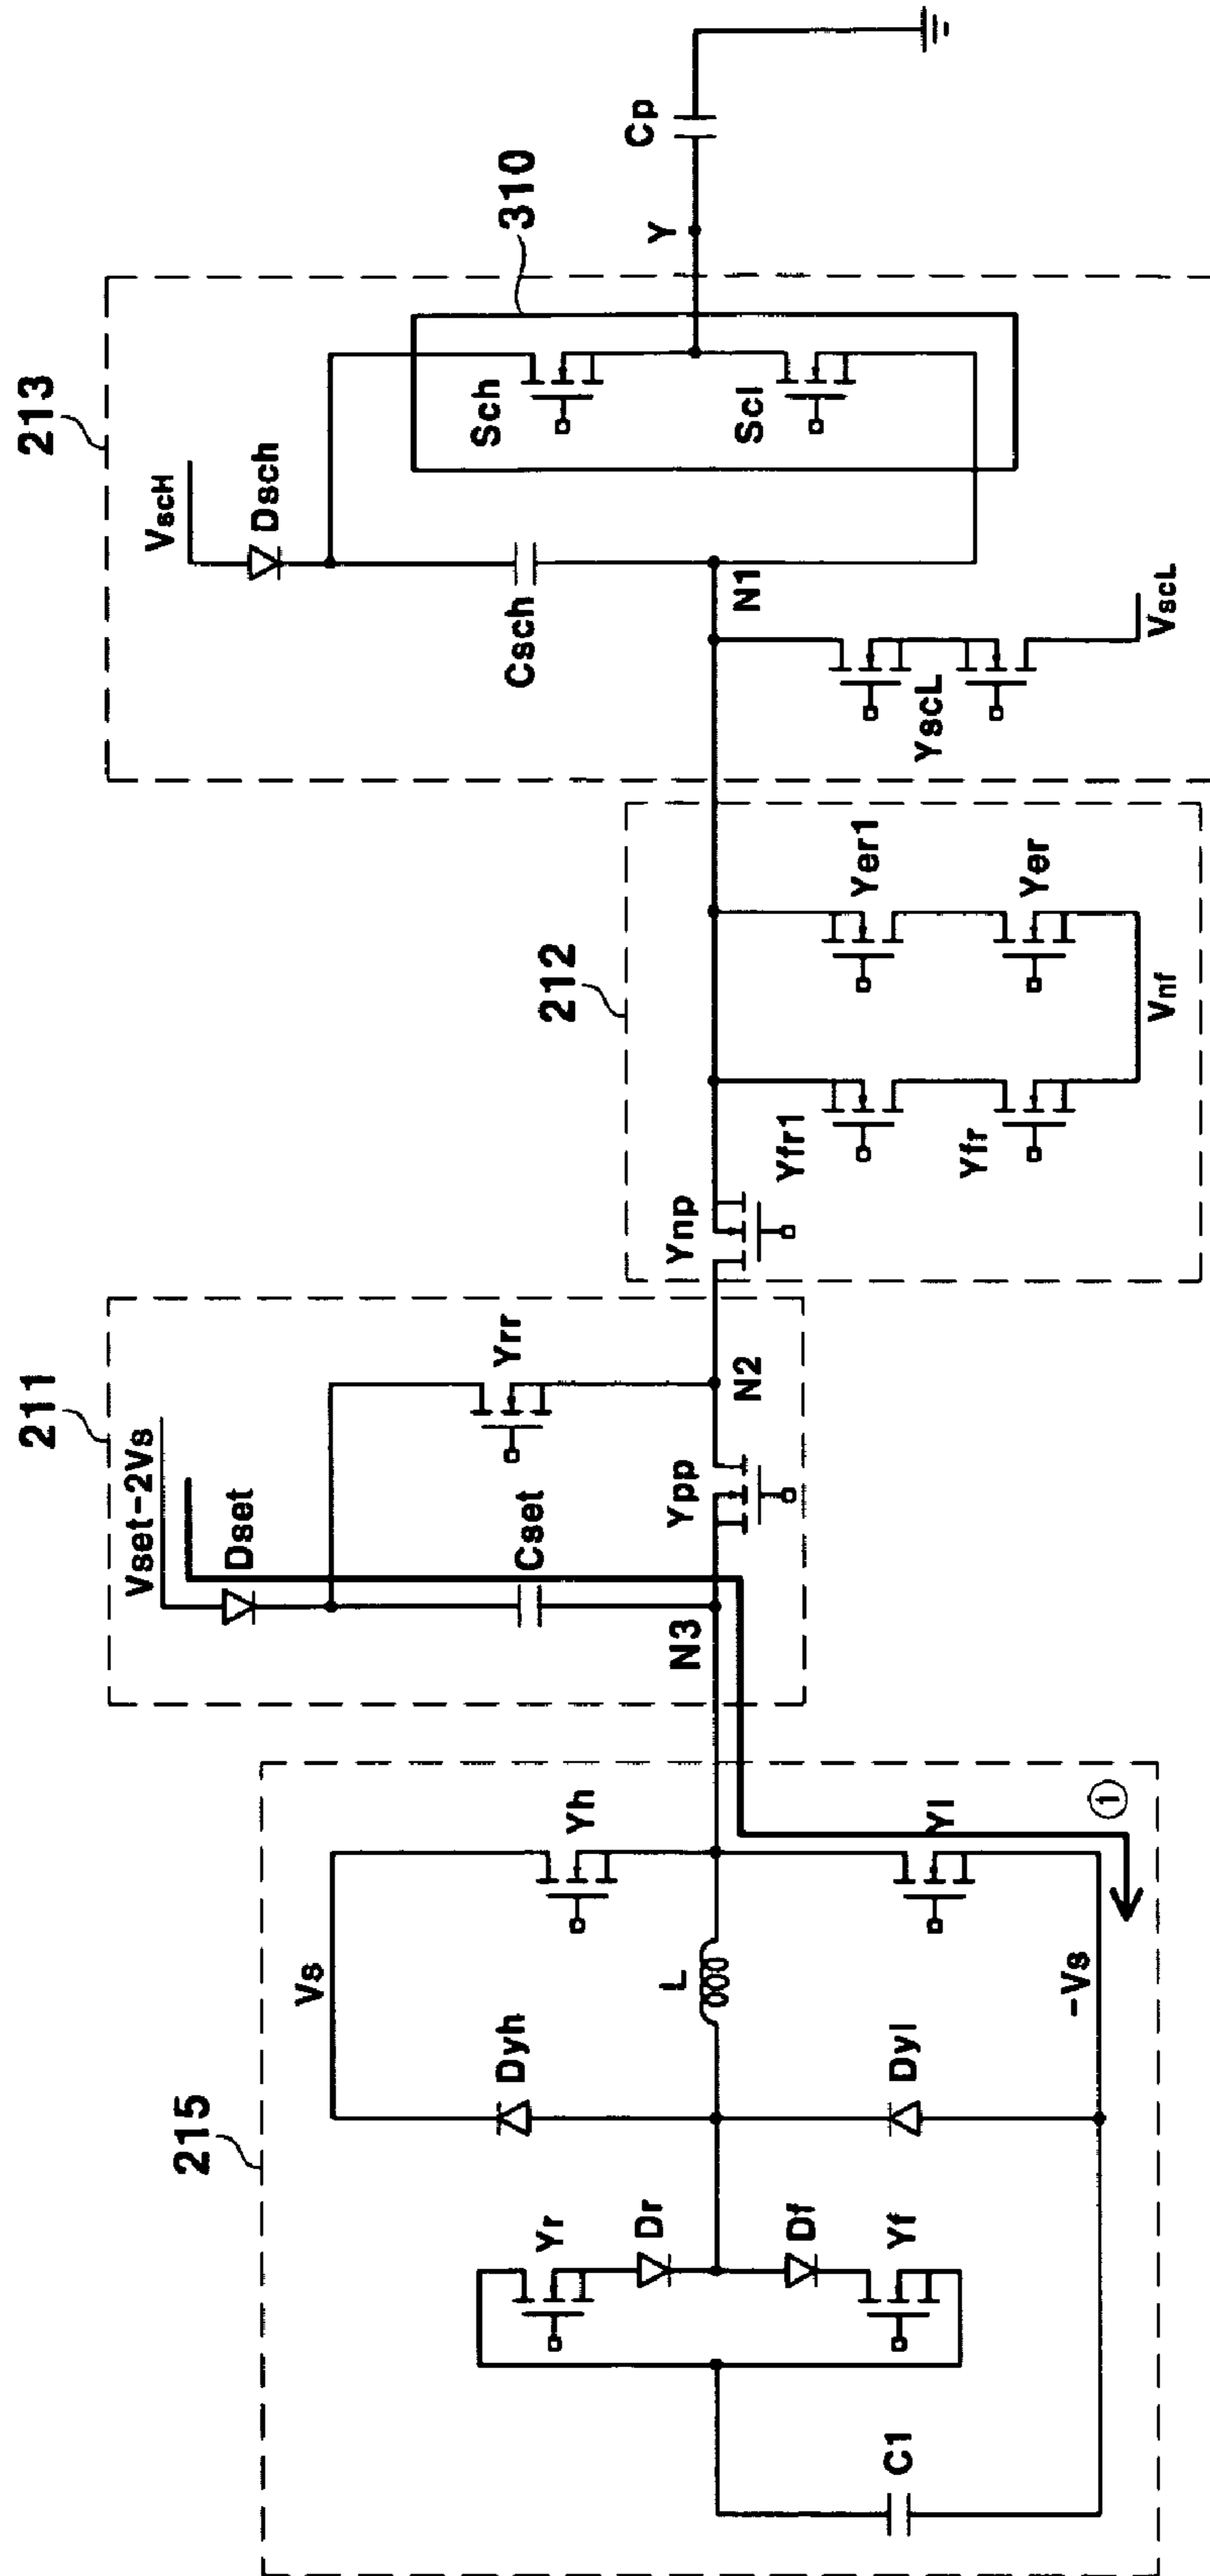 215
Vs
Yr
Dr
Df
Yf
C1
Dyh
Dyl
L
Yh
Yl
-Vs
①
211
Vset-2Vs
Dset
Cset
N3
Yrr
Ypp
N2
212
Ynp
Yfr1
Yfr
Yer1
Yer
Vnf
213
VscH
Dsch
Csch
N1
YscL
VscL
Sch
Scl
310
Y
Cp